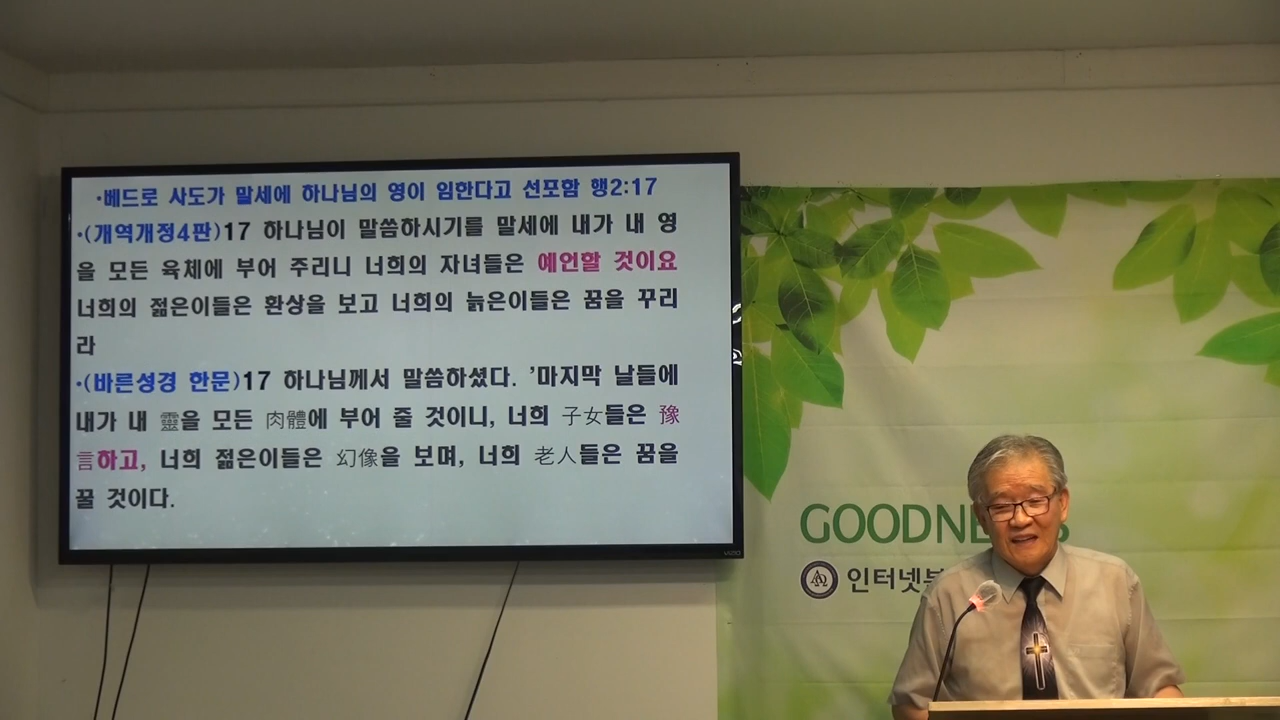 •베드로 사도가 말세에 하나님의 영이 임한다고 선포함 행2:17
•(개역개정4판)17 하나님이 말씀하시기를 말세에 내가 내 영
을 모든 육체에 부어 주리니 너희의 자녀들은 예언할 것이요
너희의 젊은이들은 환상을 보고 너희의 늙은이들은 꿈을 꾸리
라
•(바른성경 한문)17 하나님께서 말씀하셨다. '마지막 날들에
내가 내 靈을 모든 肉體에 부어 줄 것이니, 너희 子女들은 豫
言하고, 너희 젊은이들은 幻像을 보며, 너희 老人들은 꿈을
꿀 것이다.
VIZIO
GOODNE S
ΑΩ 인터넷